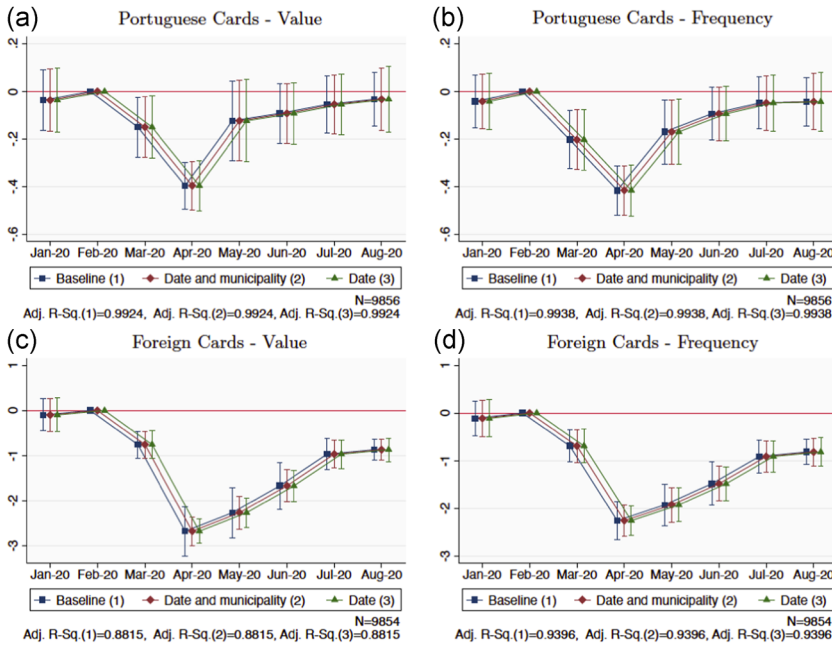 (a) Portuguese Cards - Value
.2
0
-.2
-.4
-.6
Jan-20 Feb-20 Mar-20 Apr-20 May-20 Jun-20 Jul-20 Aug-20
Baseline (1) Date and municipality (2) Date (3)
N=9856
Adj. R-Sq.(1)=0.9924, Adj. R-Sq.(2)=0.9924, Adj. R-Sq.(3)=0.9924
(b) Portuguese Cards - Frequency
.2
0
-.2
-.4
-.6
Jan-20 Feb-20 Mar-20 Apr-20 May-20 Jun-20 Jul-20 Aug-20
Baseline (1) Date and municipality (2) Date (3)
N=9856
Adj. R-Sq.(1)=0.9938, Adj. R-Sq.(2)=0.9938, Adj. R-Sq.(3)=0.9938
(c) Foreign Cards - Value
1
0
-1
-2
-3
Jan-20 Feb-20 Mar-20 Apr-20 May-20 Jun-20 Jul-20 Aug-20
Baseline (1) Date and municipality (2) Date (3)
N=9854
Adj. R-Sq.(1)=0.8815, Adj. R-Sq.(2)=0.8815, Adj. R-Sq.(3)=0.8815
(d) Foreign Cards - Frequency
1
0
-1
-2
-3
Jan-20 Feb-20 Mar-20 Apr-20 May-20 Jun-20 Jul-20 Aug-20
Baseline (1) Date and municipality (2) Date (3)
N=9854
Adj. R-Sq.(1)=0.9396, Adj. R-Sq.(2)=0.9396, Adj. R-Sq.(3)=0.9396